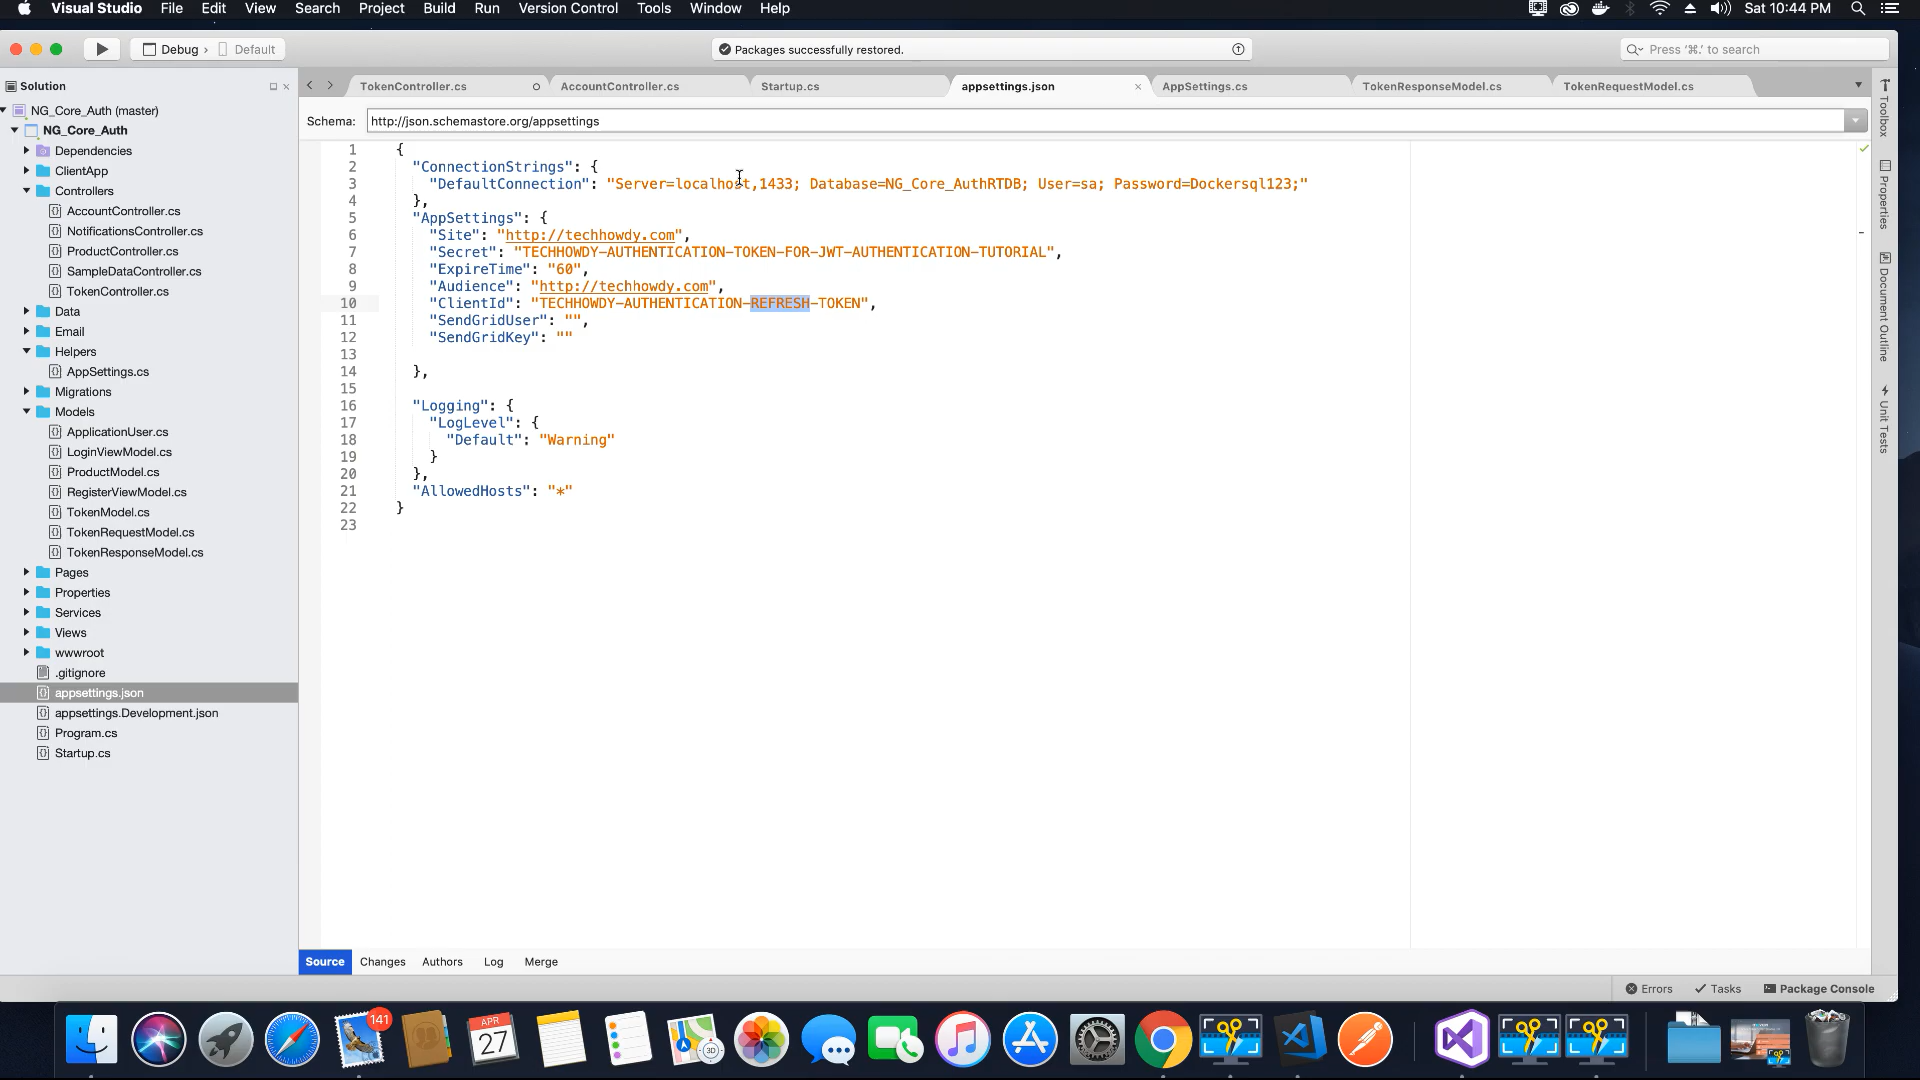 Visual Studio File Edit View Search Project Build Run Version Control Tools Window Help Sat 10:44 PM
Debug › Default Packages successfully restored. Press '⌘.' to search
Solution
NG_Core_Auth (master)
NG_Core_Auth
Dependencies
ClientApp
Controllers
AccountController.cs
NotificationsController.cs
ProductController.cs
SampleDataController.cs
TokenController.cs
Data
Email
Helpers
AppSettings.cs
Migrations
Models
ApplicationUser.cs
LoginViewModel.cs
ProductModel.cs
RegisterViewModel.cs
TokenModel.cs
TokenRequestModel.cs
TokenResponseModel.cs
Pages
Properties
Services
Views
wwwroot
.gitignore
appsettings.json
appsettings.Development.json
Program.cs
Startup.cs
TokenController.cs AccountController.cs Startup.cs appsettings.json AppSettings.cs TokenResponseModel.cs TokenRequestModel.cs
Schema: http://json.schemastore.org/appsettings
1 {
2 "ConnectionStrings": {
3 "DefaultConnection": "Server=localhost,1433; Database=NG_Core_AuthRTDB; User=sa; Password=Dockersql123;"
4 },
5 "AppSettings": {
6 "Site": "http://techhowdy.com",
7 "Secret": "TECHHOWDY-AUTHENTICATION-TOKEN-FOR-JWT-AUTHENTICATION-TUTORIAL",
8 "ExpireTime": "60",
9 "Audience": "http://techhowdy.com",
10 "ClientId": "TECHHOWDY-AUTHENTICATION-REFRESH-TOKEN",
11 "SendGridUser": "",
12 "SendGridKey": ""
13
14 },
15
16 "Logging": {
17 "LogLevel": {
18 "Default": "Warning"
19 }
20 },
21 "AllowedHosts": "*"
22 }
23
Toolbox
Properties
Document Outline
Unit Tests
Source Changes Authors Log Merge
Errors Tasks Package Console
141
APR
27
3D